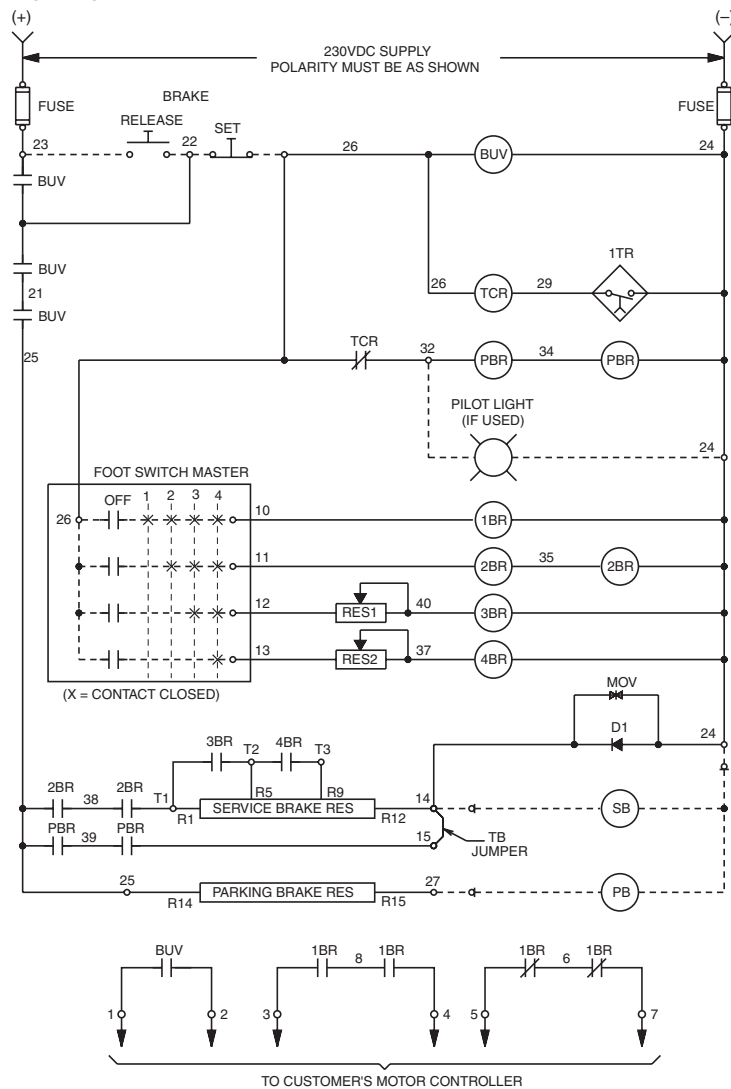 (+) (–)
230VDC SUPPLY
POLARITY MUST BE AS SHOWN
FUSE BRAKE FUSE
RELEASE SET
23 22 26 BUV 24
BUV
BUV 1TR
21 26 TCR 29
BUV
25 TCR 32 PBR 34 PBR
PILOT LIGHT
(IF USED)
24
FOOT SWITCH MASTER
OFF 1 2 3 4
26 10 1BR
11 2BR 35 2BR
12 RES1 40 3BR
13 RES2 37 4BR
(X = CONTACT CLOSED)
MOV
D1
24
3BR T2 4BR T3
2BR 38 2BR T1 R5 R9
R1 SERVICE BRAKE RES R12 14 SB
PBR 39 PBR 15 TB
JUMPER
25 27
R14 PARKING BRAKE RES R15 PB
BUV 1BR 8 1BR 1BR 6 1BR
1 2 3 4 5 7
TO CUSTOMER'S MOTOR CONTROLLER